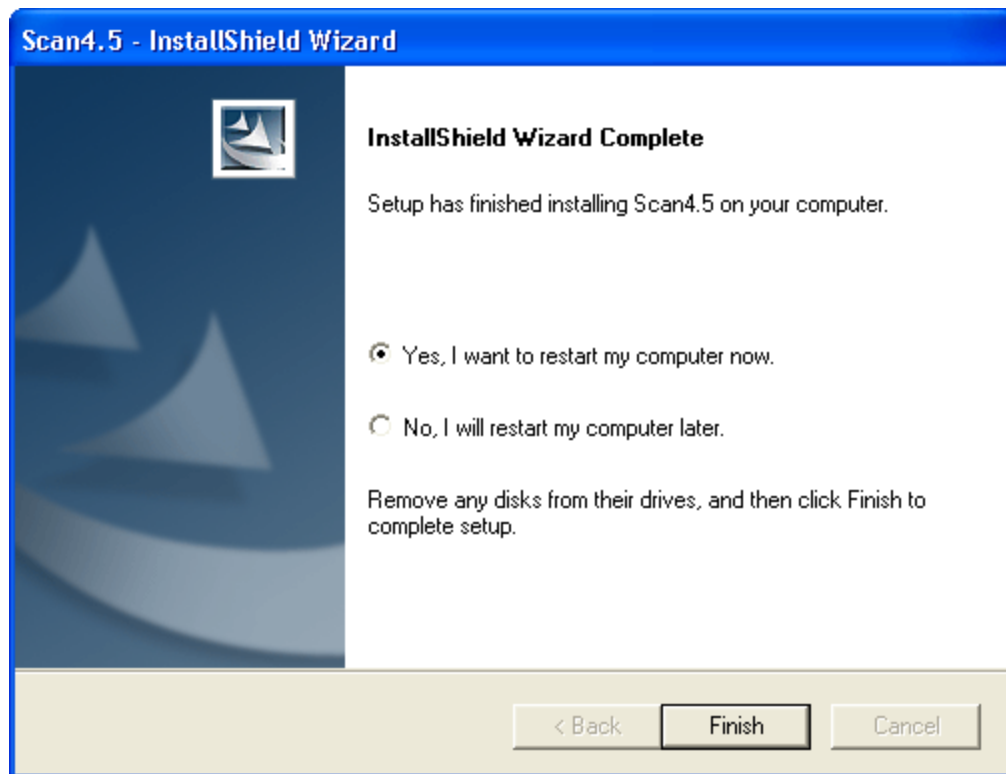 Scan4.5 - InstallShield Wizard
InstallShield Wizard Complete
Setup has finished installing Scan4.5 on your computer.
Yes, I want to restart my computer now.
No, I will restart my computer later.
Remove any disks from their drives, and then click Finish to
complete setup.
< Back
Finish
Cancel